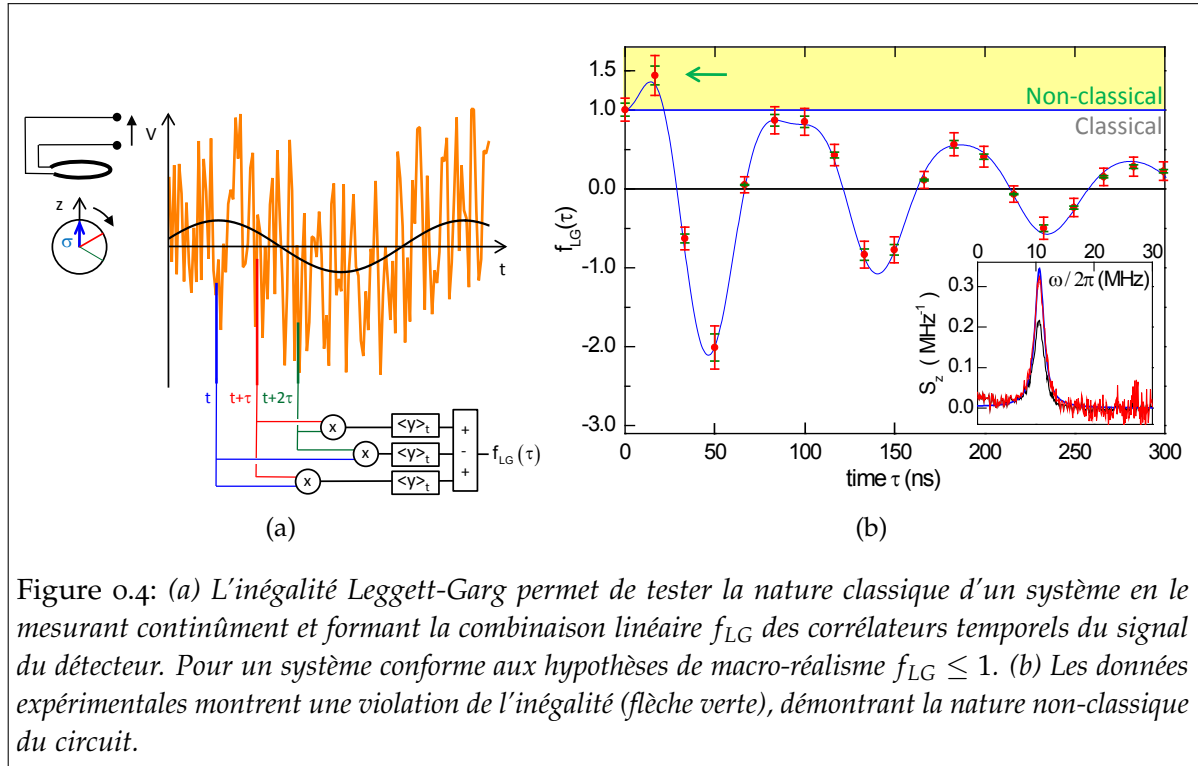 V
z
σ
t
t
t+τ
t+2τ
x
<y>t
+
x
<y>t
-
f_LG (τ)
x
<y>t
+
(a)
f_LG(τ)
1.5
1.0
0.0
-1.0
-2.0
-3.0
Non-classical
Classical
0 10 20 30
ω/2π (MHz)
S_z ( MHz⁻¹)
0.3
0.2
0.1
0.0
0 50 100 150 200 250 300
time τ (ns)
(b)
Figure 0.4: (a) L'inégalité Leggett-Garg permet de tester la nature classique d'un système en le
mesurant continûment et formant la combinaison linéaire f_LG des corrélateurs temporels du signal
du détecteur. Pour un système conforme aux hypothèses de macro-réalisme f_LG ≤ 1. (b) Les données
expérimentales montrent une violation de l'inégalité (flèche verte), démontrant la nature non-classique
du circuit.